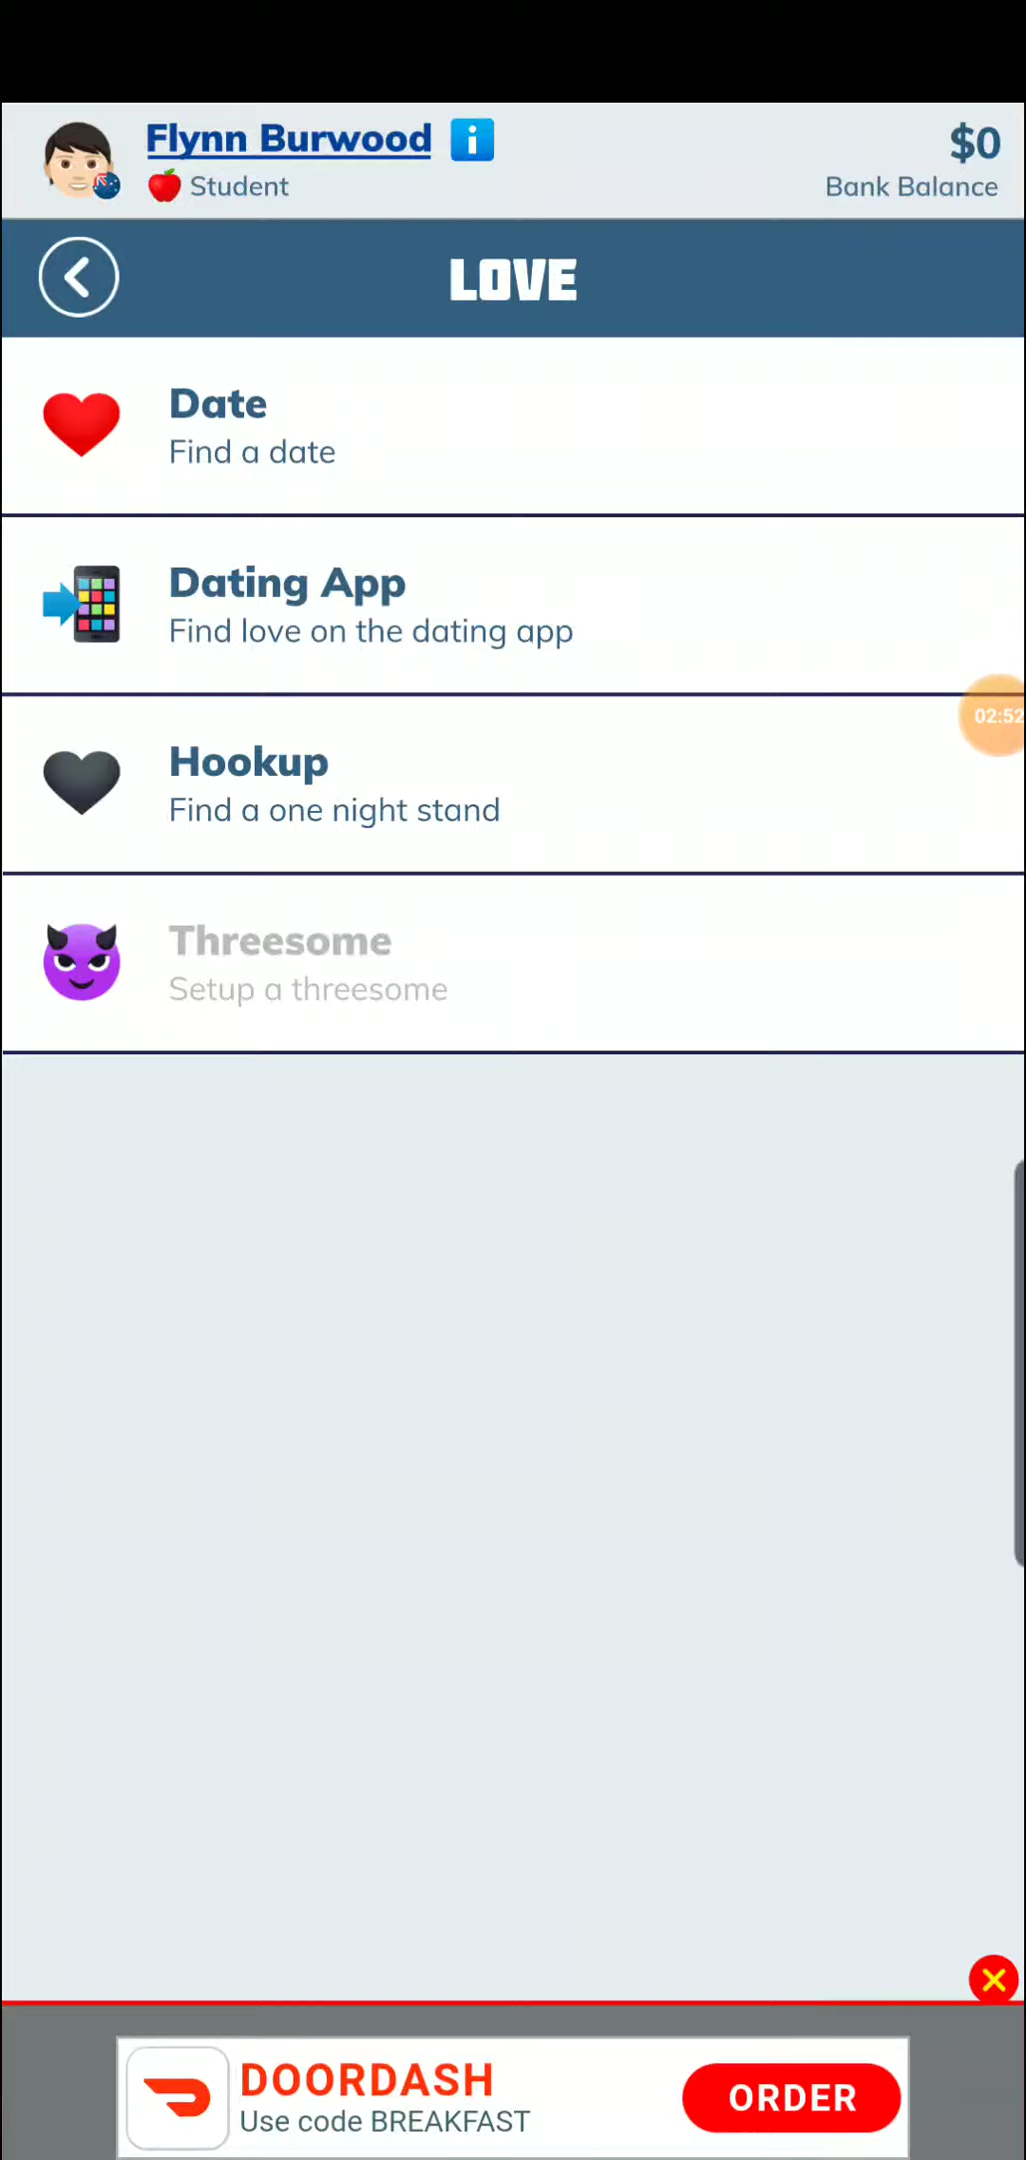 Flynn Burwood
$0
Student
Bank Balance
LOVE
Date
Find a date
Dating App
Find love on the dating app
02:52
Hookup
Find a one night stand
Threesome
Setup a threesome
DOORDASH
Use code BREAKFAST
ORDER